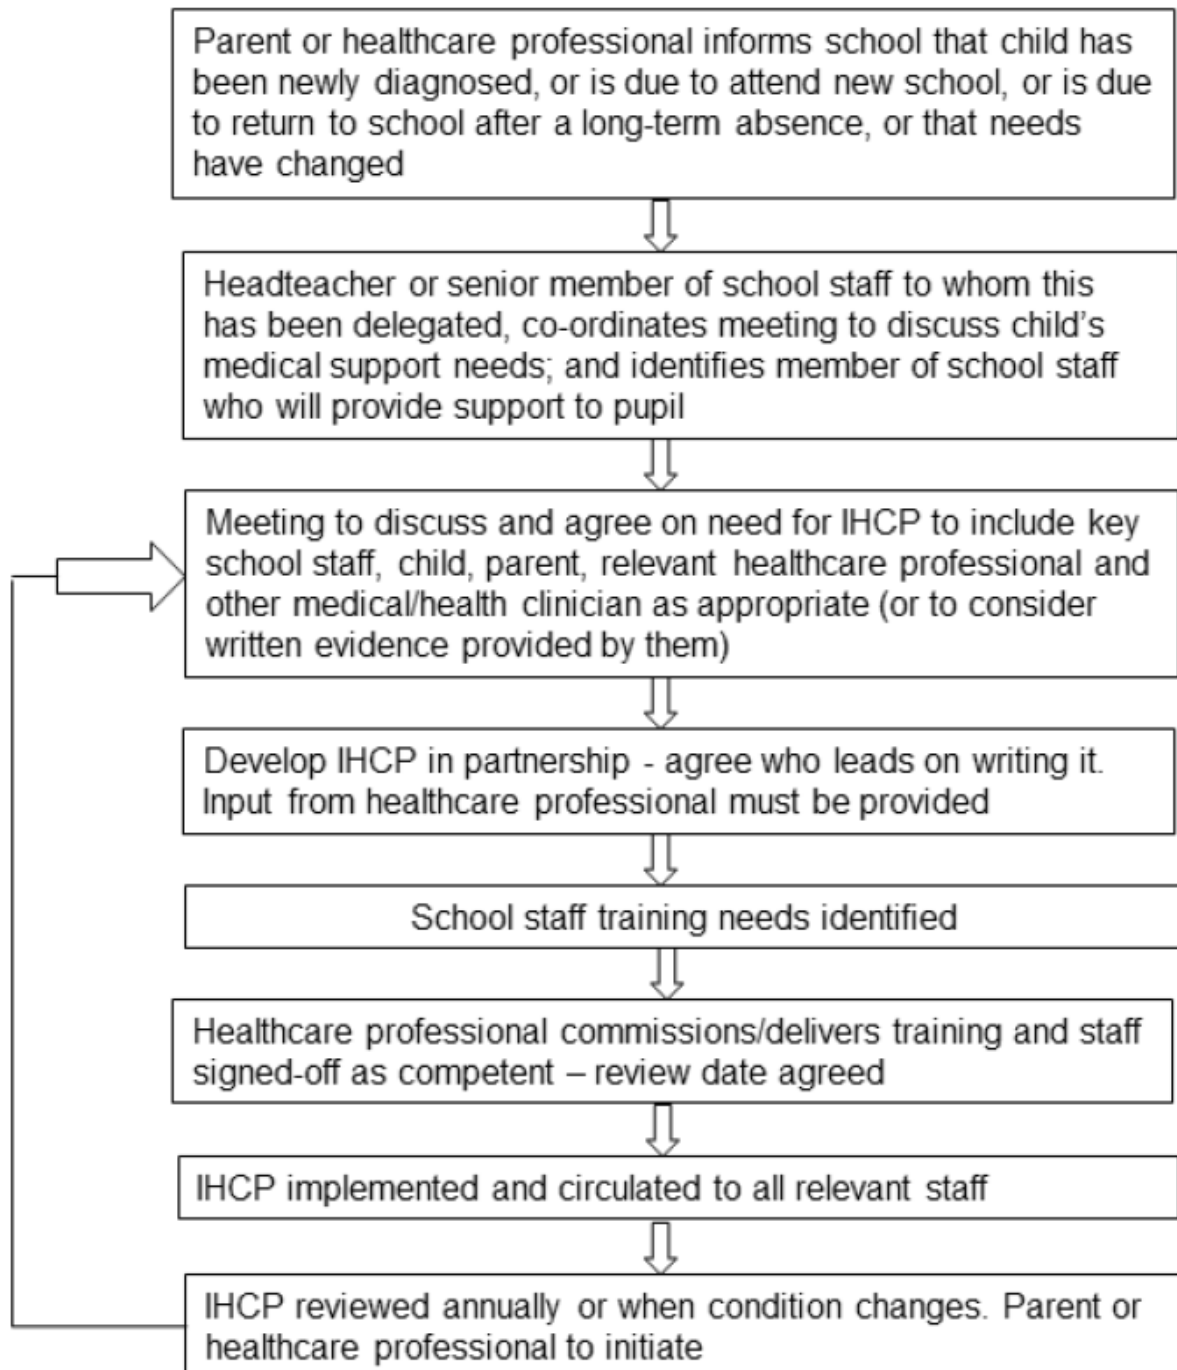 Parent or healthcare professional informs school that child has
been newly diagnosed, or is due to attend new school, or is due
to return to school after a long-term absence, or that needs
have changed
Headteacher or senior member of school staff to whom this
has been delegated, co-ordinates meeting to discuss child's
medical support needs; and identifies member of school staff
who will provide support to pupil
Meeting to discuss and agree on need for IHCP to include key
school staff, child, parent, relevant healthcare professional and
other medical/health clinician as appropriate (or to consider
written evidence provided by them)
Develop IHCP in partnership - agree who leads on writing it.
Input from healthcare professional must be provided
School staff training needs identified
Healthcare professional commissions/delivers training and staff
signed-off as competent – review date agreed
IHCP implemented and circulated to all relevant staff
IHCP reviewed annually or when condition changes. Parent or
healthcare professional to initiate